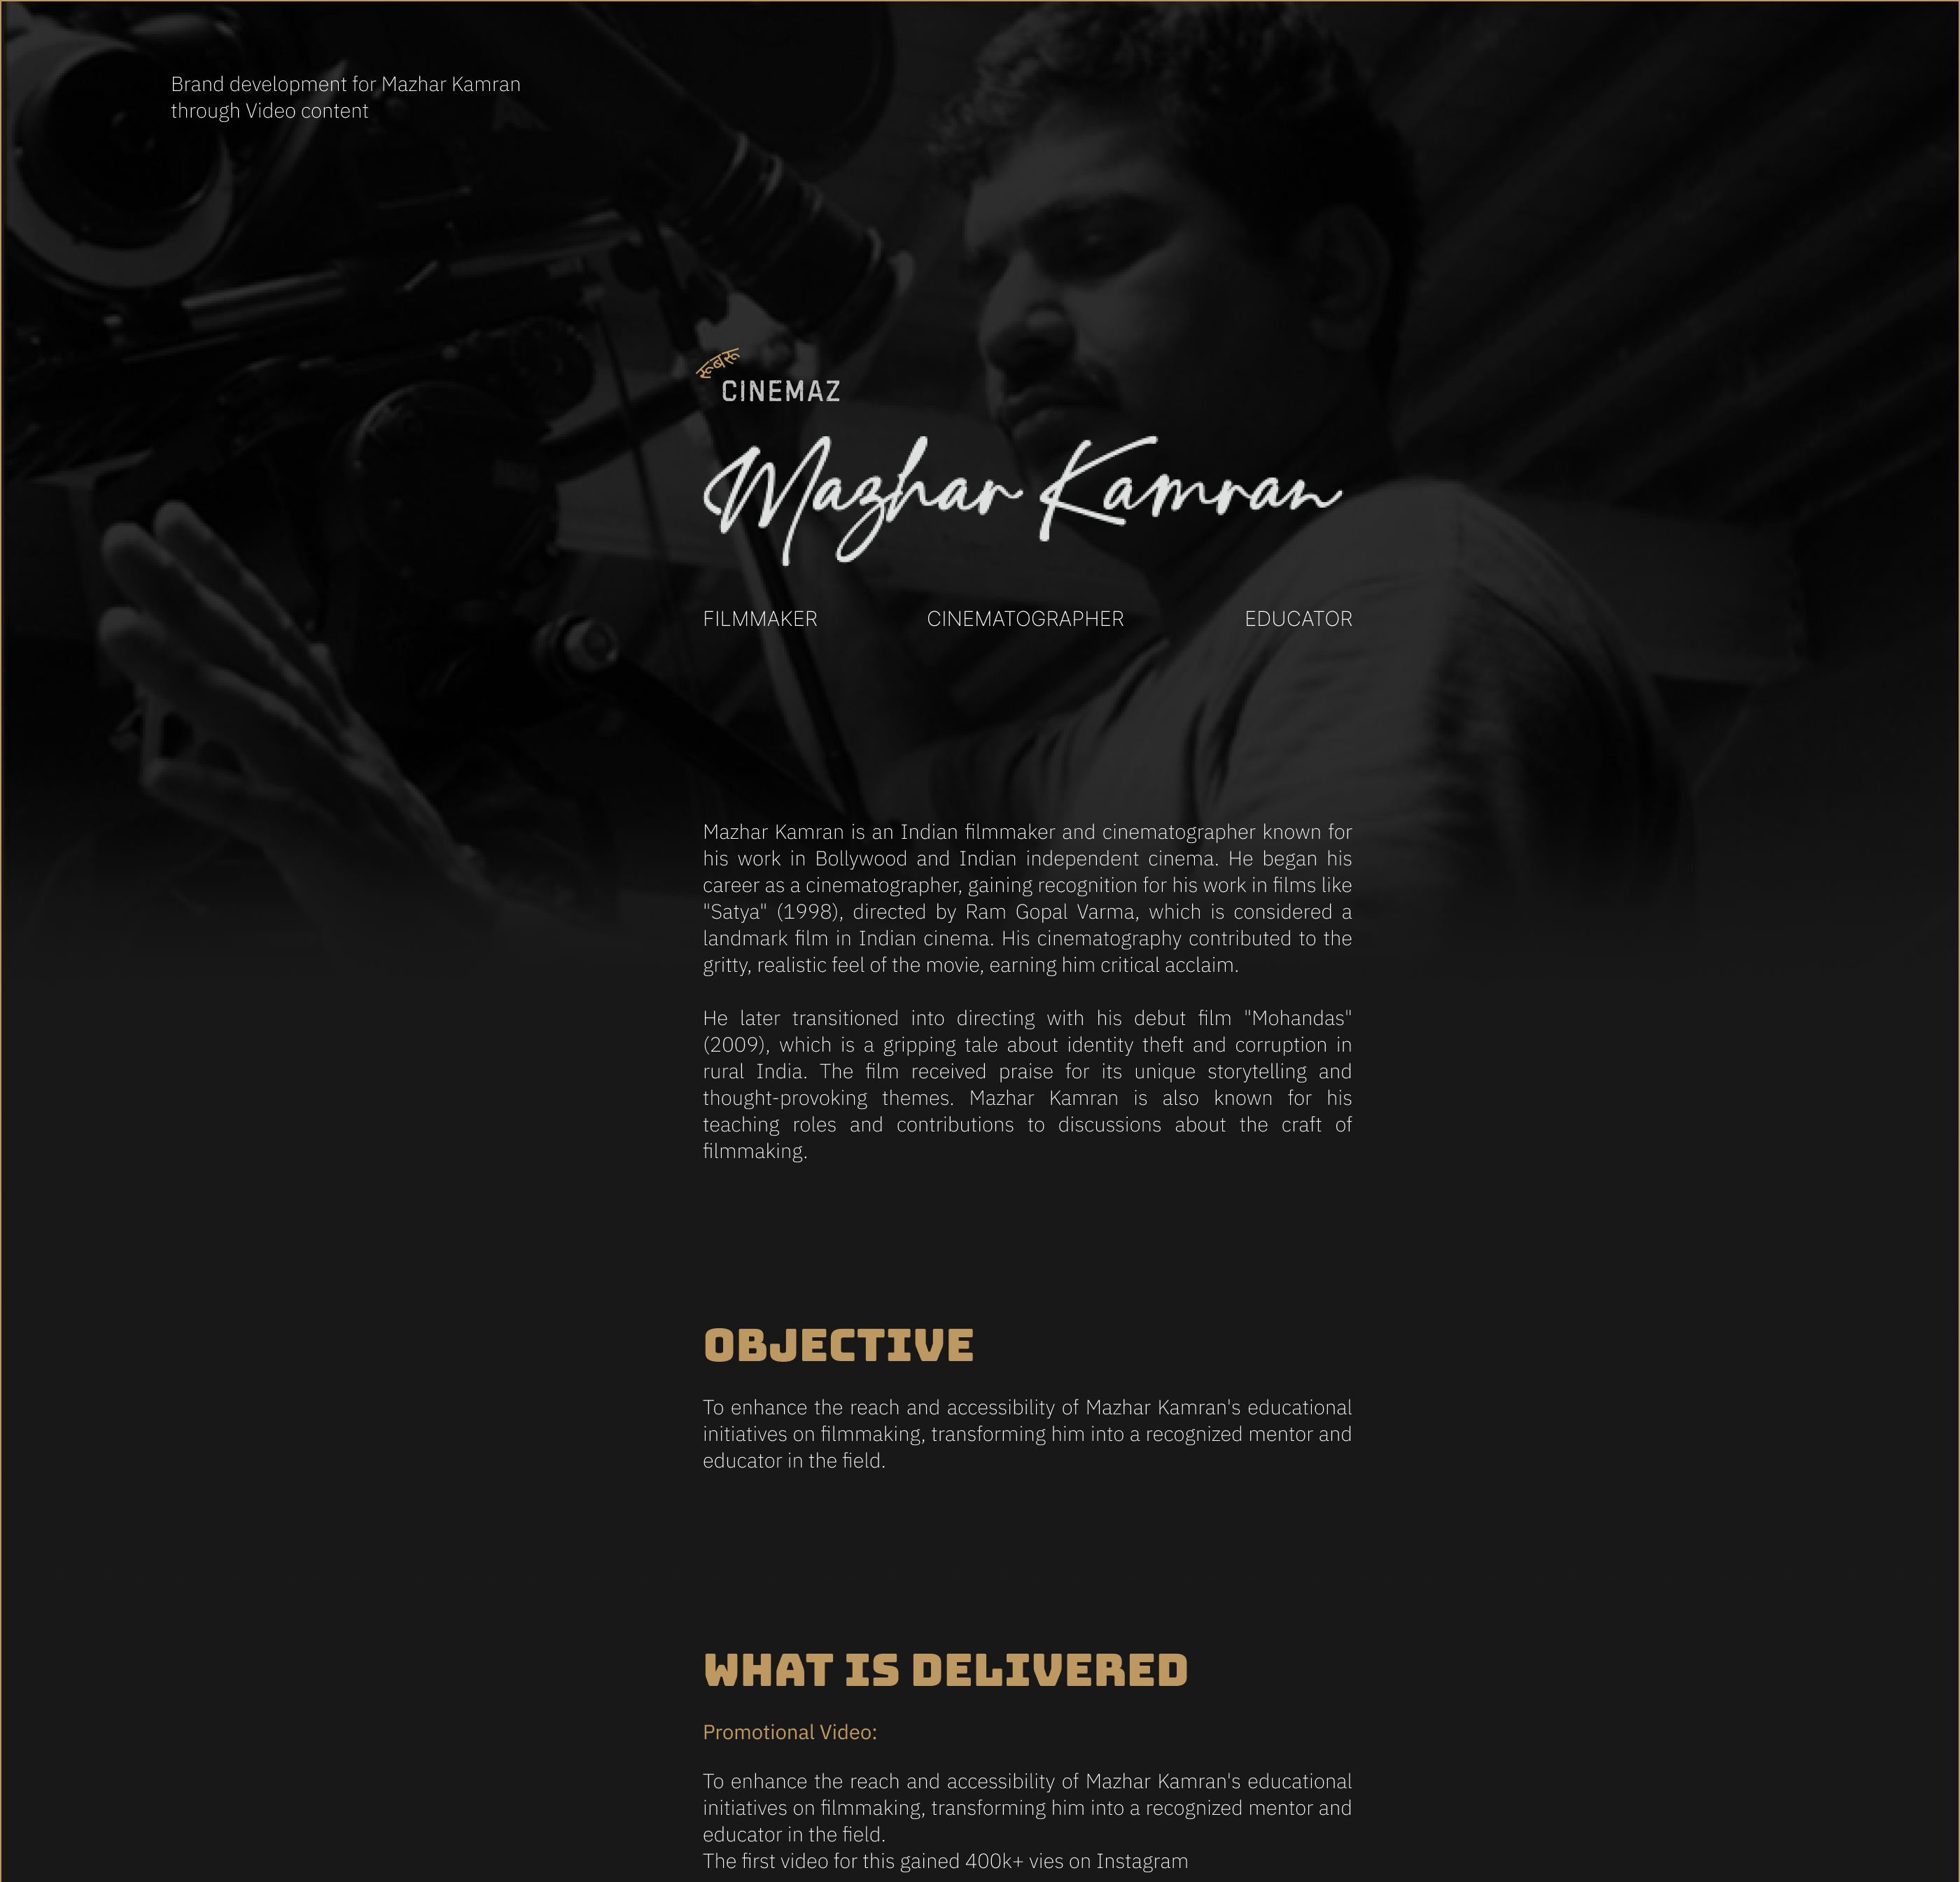 Brand development for Mazhar Kamran
through Video content
रूबरू
CINEMAZ
Mazhar Kamran
FILMMAKER CINEMATOGRAPHER EDUCATOR
Mazhar Kamran is an Indian filmmaker and cinematographer known for
his work in Bollywood and Indian independent cinema. He began his
career as a cinematographer, gaining recognition for his work in films like
"Satya" (1998), directed by Ram Gopal Varma, which is considered a
landmark film in Indian cinema. His cinematography contributed to the
gritty, realistic feel of the movie, earning him critical acclaim.
He later transitioned into directing with his debut film "Mohandas"
(2009), which is a gripping tale about identity theft and corruption in
rural India. The film received praise for its unique storytelling and
thought-provoking themes. Mazhar Kamran is also known for his
teaching roles and contributions to discussions about the craft of
filmmaking.
OBJECTIVE
To enhance the reach and accessibility of Mazhar Kamran's educational
initiatives on filmmaking, transforming him into a recognized mentor and
educator in the field.
WHAT IS DELIVERED
Promotional Video:
To enhance the reach and accessibility of Mazhar Kamran's educational
initiatives on filmmaking, transforming him into a recognized mentor and
educator in the field.
The first video for this gained 400k+ vies on Instagram